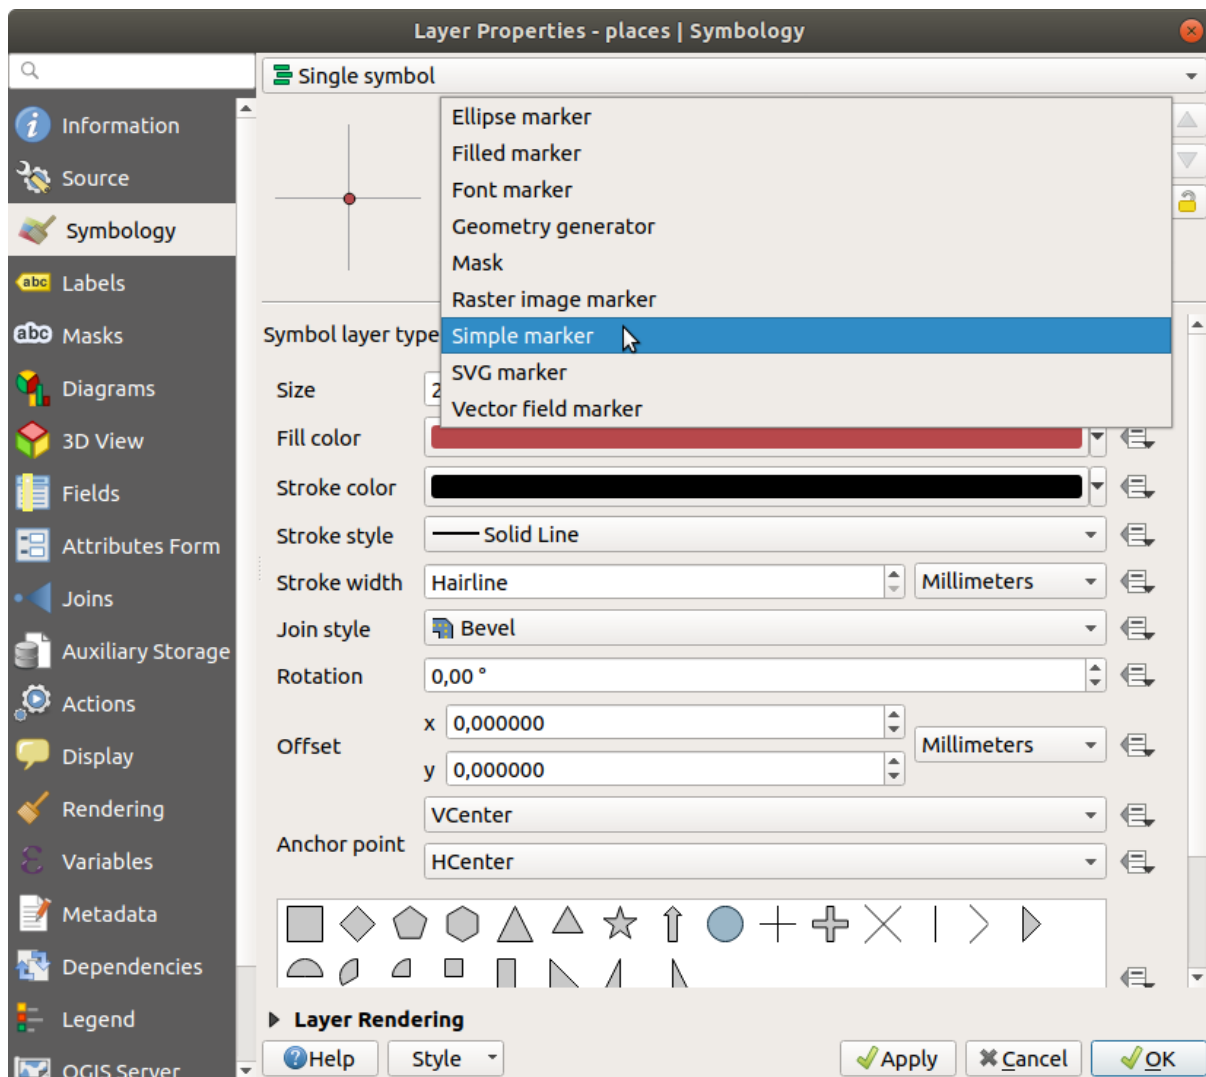 Layer Properties - places | Symbology
Single symbol
Information
Source
Symbology
Labels
Masks
Diagrams
3D View
Fields
Attributes Form
Joins
Auxiliary Storage
Actions
Display
Rendering
Variables
Metadata
Dependencies
Legend
QGIS Server
Ellipse marker
Filled marker
Font marker
Geometry generator
Mask
Raster image marker
Simple marker
SVG marker
Vector field marker
Symbol layer type
Size 2
Fill color
Stroke color
Stroke style Solid Line
Stroke width Hairline Millimeters
Join style Bevel
Rotation 0,00 °
Offset x 0,000000 Millimeters
y 0,000000
Anchor point VCenter
HCenter
Layer Rendering
Help Style Apply Cancel OK